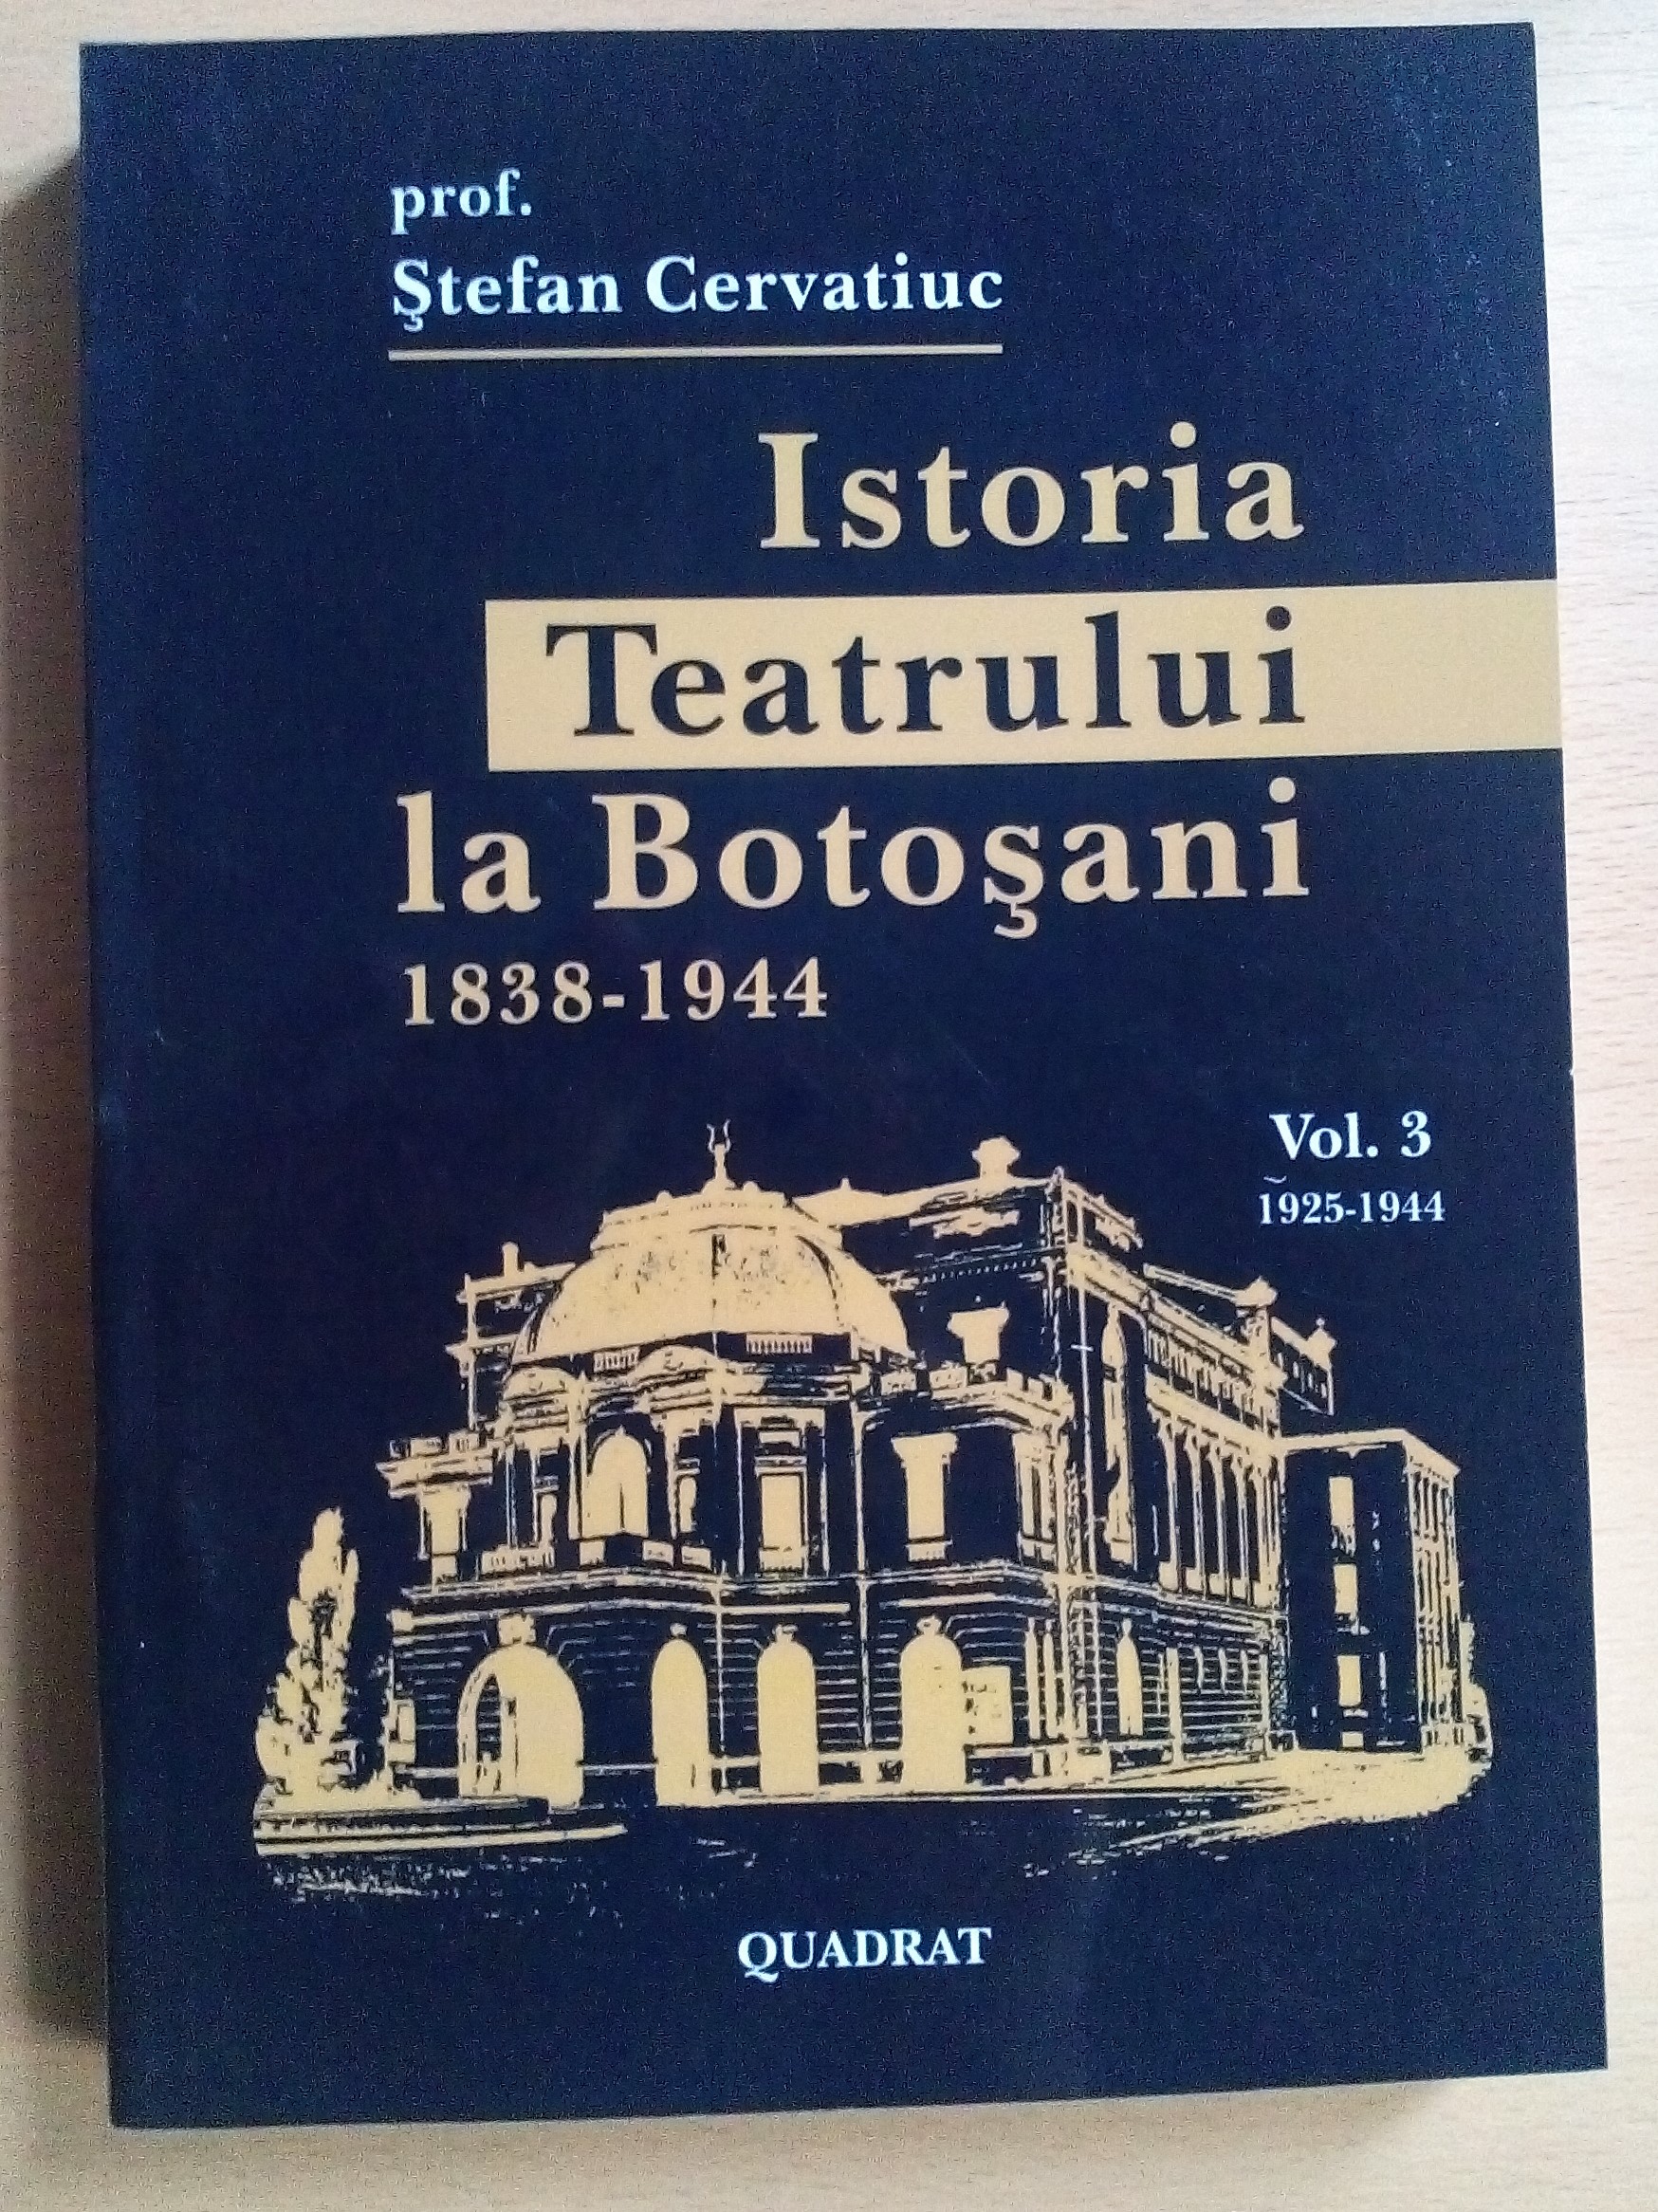 prof.
Ştefan Cervatiuc
Istoria
Teatrului
la Botoşani
1838-1944
Vol. 3
1925-1944
QUADRAT